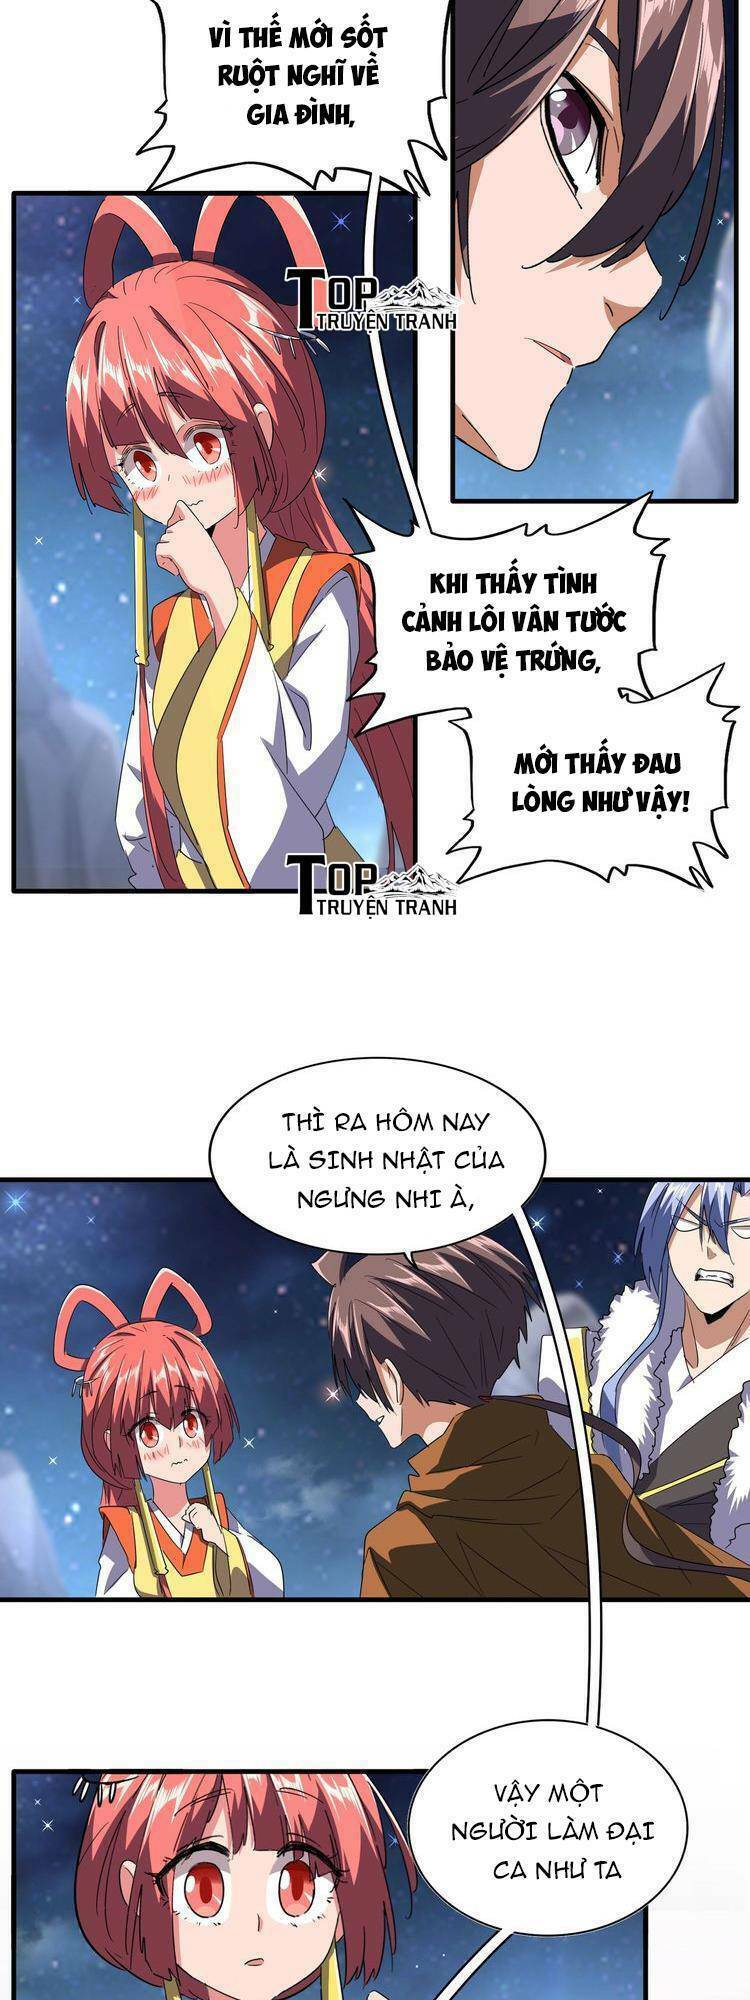 VÌ THẾ MỚI SỐT
RUỘT NGHĨ VỀ
GIA ĐÌNH,
TOP
TRUYỆN TRANH
KHI THẤY TÌNH
CẢNH LÔI VÂN TƯỚC
BẢO VỆ TRỨNG,
MỚI THẤY ĐAU
LÒNG NHƯ VẬY!
TOP
TRUYỆN TRANH
THÌ RA HÔM NAY
LÀ SINH NHẬT CỦA
NGƯNG NHI À,
VẬY MỘT
NGƯỜI LÀM ĐẠI
CA NHƯ TA